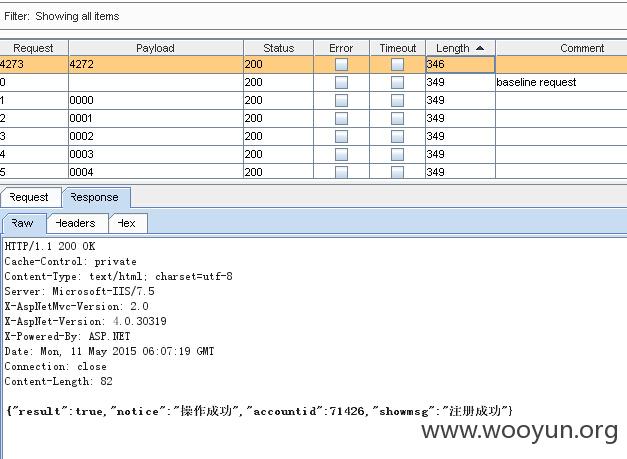 Filter: Showing all items
Request Payload Status Error Timeout Length Comment
4273 4272 200 346
0 200 349 baseline request
1 0000 200 349
2 0001 200 349
3 0002 200 349
4 0003 200 349
5 0004 200 349
Request Response
Raw Headers Hex
HTTP/1.1 200 OK
Cache-Control: private
Content-Type: text/html; charset=utf-8
Server: Microsoft-IIS/7.5
X-AspNetMvc-Version: 2.0
X-AspNet-Version: 4.0.30319
X-Powered-By: ASP.NET
Date: Mon, 11 May 2015 06:07:19 GMT
Connection: close
Content-Length: 82
{"result":true,"notice":"操作成功","accountid":71426,"showmsg":"注册成功"}
www.wooyun.org